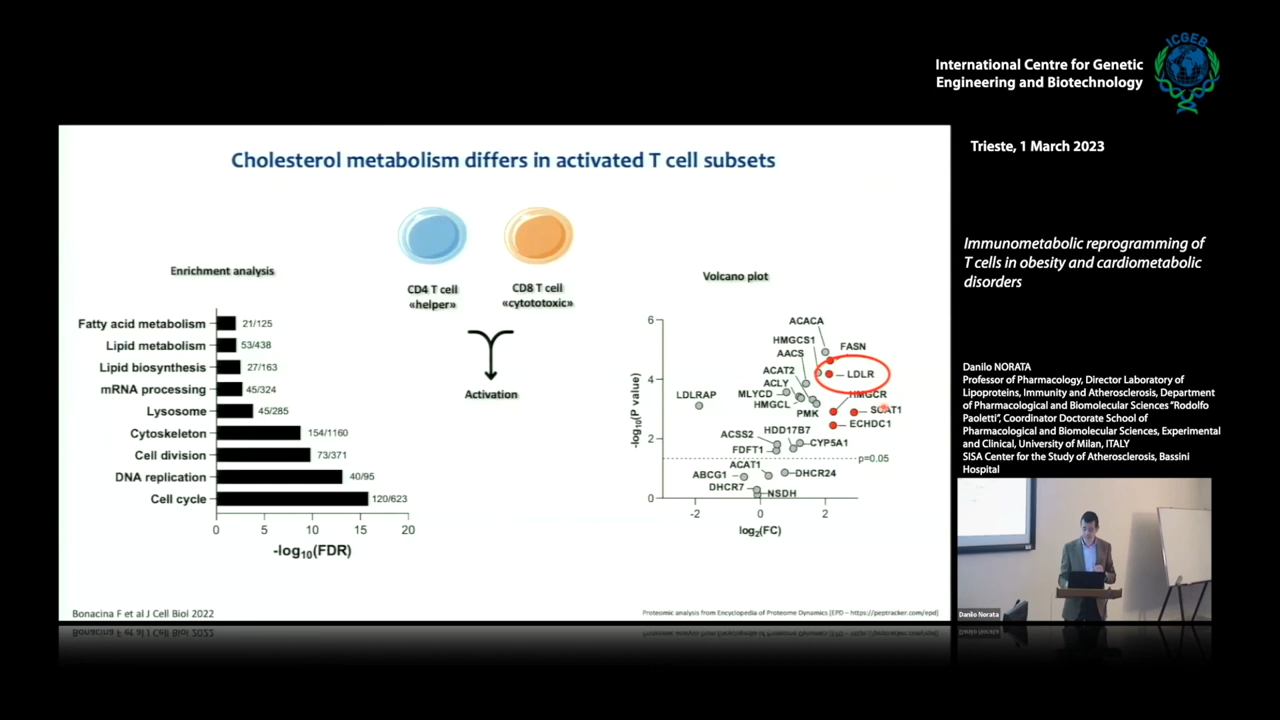 ICGEB
International Centre for Genetic
Engineering and Biotechnology
Trieste, 1 March 2023
Immunometabolic reprogramming of
T cells in obesity and cardiometabolic
disorders
Danilo NORATA
Professor of Pharmacology, Director Laboratory of
Lipoproteins, Immunity and Atherosclerosis, Department
of Pharmacological and Biomolecular Sciences “Rodolfo
Paoletti”, Coordinator Doctorate School of
Pharmacological and Biomolecular Sciences, Experimental
and Clinical, University of Milan, ITALY
SISA Center for the Study of Atherosclerosis, Bassini
Hospital
Danilo Norata
Cholesterol metabolism differs in activated T cell subsets
CD4 T cell
«helper»
CD8 T cell
«cytototoxic»
Activation
Enrichment analysis
Fatty acid metabolism 21/125
Lipid metabolism 53/438
Lipid biosynthesis 27/163
mRNA processing 45/324
Lysosome 45/285
Cytoskeleton 154/1160
Cell division 73/371
DNA replication 40/95
Cell cycle 120/623
0 5 10 15 20
-log10(FDR)
Volcano plot
-log10(P value)
6
4
2
0
ACACA
HMGCS1
FASN
AACS
LDLR
ACAT2
ACLY
MLYCD
HMGCR
LDLRAP
HMGCL
PMK
SOAT1
ECHDC1
HDD17B7
ACSS2
CYP5A1
FDFT1
p=0.05
ACAT1
ABCG1
DHCR24
DHCR7
NSDH
-2 0 2
log2(FC)
Bonacina F et al J Cell Biol 2022
Proteomic analysis from Encyclopedia of Proteome Dynamics [EPD – https://peptracker.com/epd]